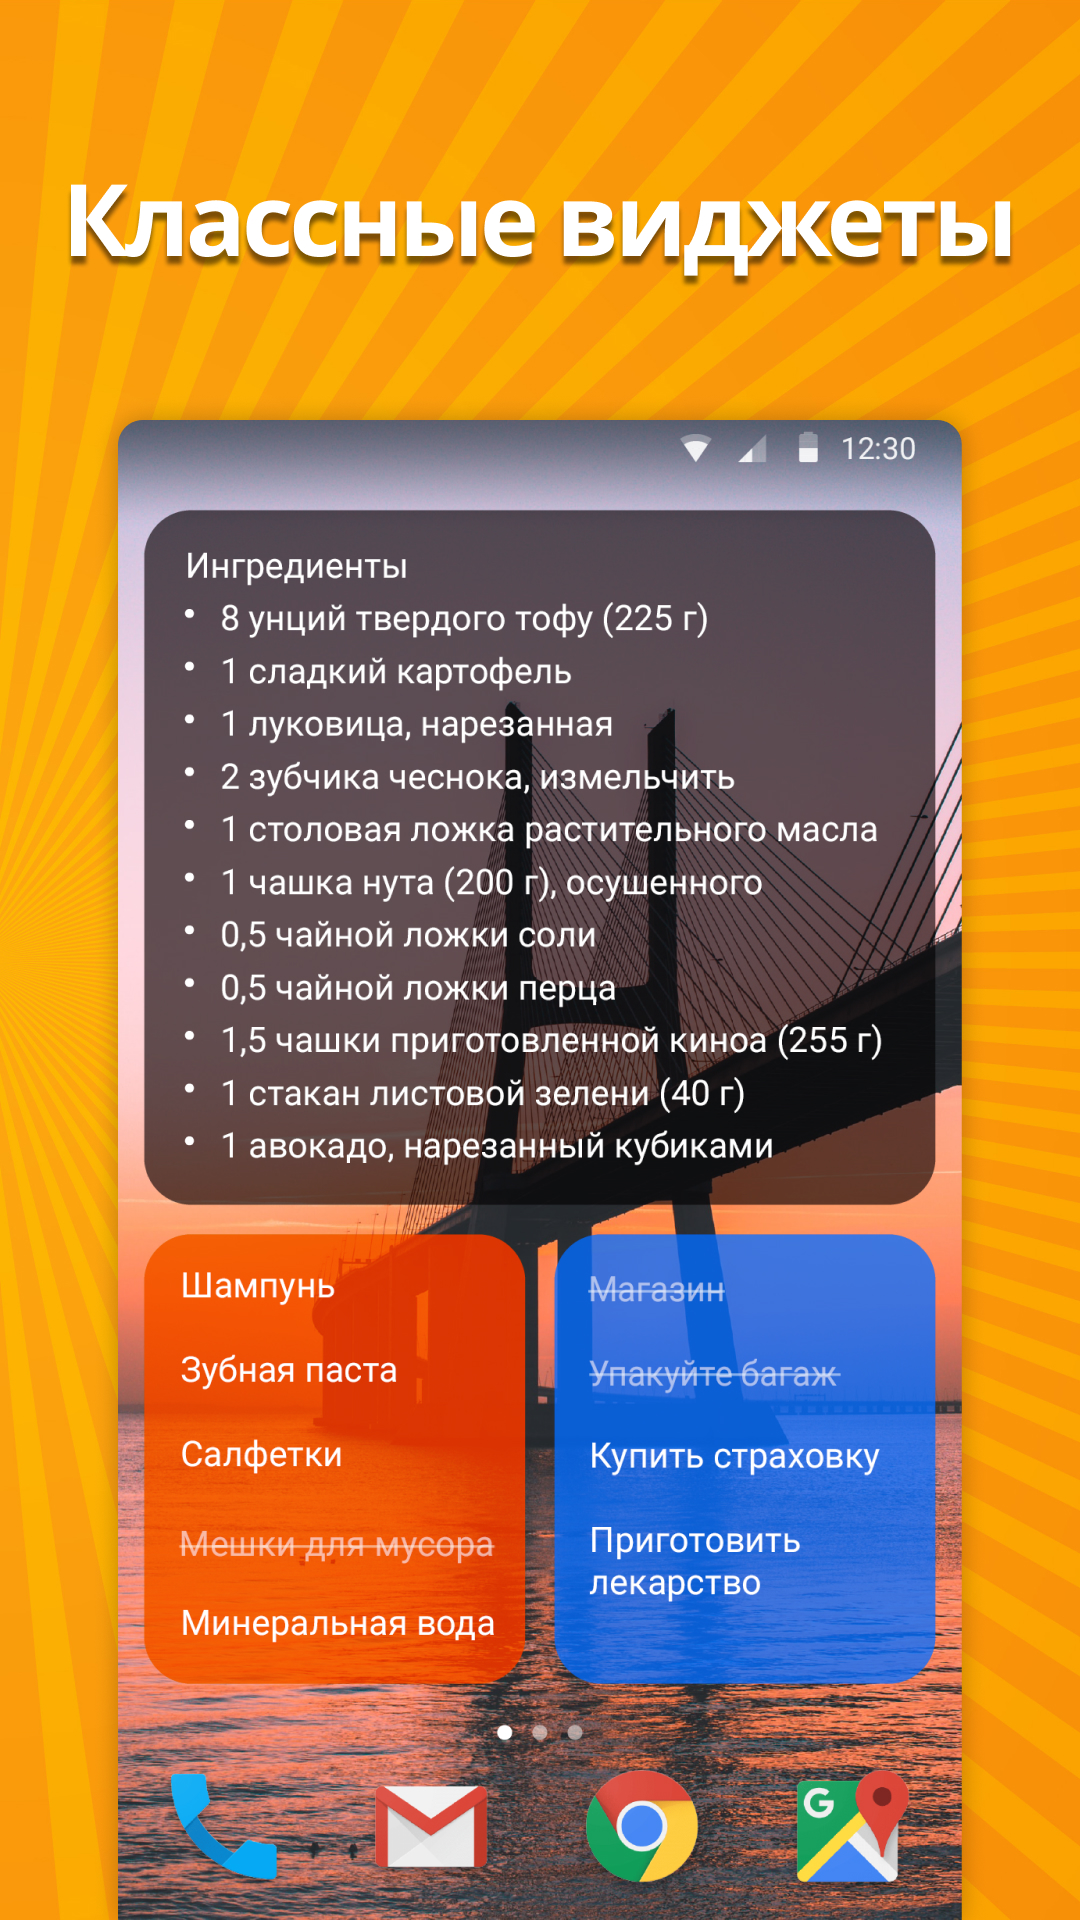 Классные виджеты
12:30
Ингредиенты
• 8 унций твердого тофу (225 г)
• 1 сладкий картофель
• 1 луковица, нарезанная
• 2 зубчика чеснока, измельчить
• 1 столовая ложка растительного масла
• 1 чашка нута (200 г), осушенного
• 0,5 чайной ложки соли
• 0,5 чайной ложки перца
• 1,5 чашки приготовленной киноа (255 г)
• 1 стакан листовой зелени (40 г)
• 1 авокадо, нарезанный кубиками
Шампунь
Зубная паста
Салфетки
Мешки для мусора
Минеральная вода
Магазин
Упакуйте багаж
Купить страховку
Приготовить
лекарство
G